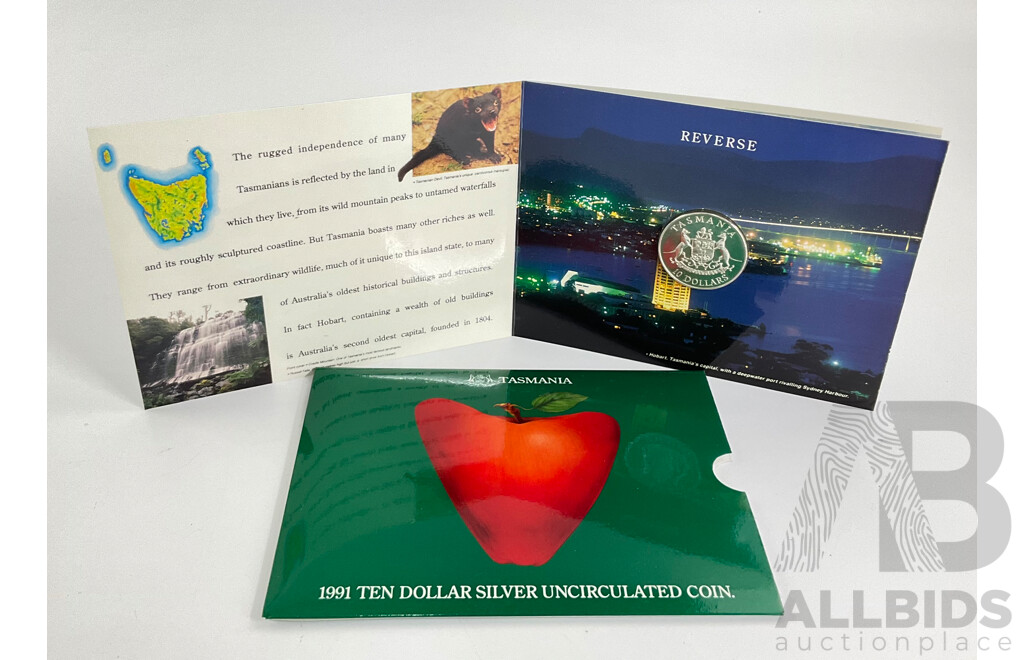 The rugged independence of many
Tasmanians is reflected by the land in
which they live, from its wild mountain peaks to untamed waterfalls
and its roughly sculptured coastline. But Tasmania boasts many other riches as well.
They range from extraordinary wildlife, much of it unique to this island state, to many
of Australia's oldest historical buildings and structures.
In fact Hobart, containing a wealth of old buildings
is Australia's second oldest capital, founded in 1804.
REVERSE
TASMANIA
10 DOLLARS
• Hobart, Tasmania's capital, with a deepwater port rivalling Sydney Harbour.
TASMANIA
1991 TEN DOLLAR SILVER UNCIRCULATED COIN.
AB
ALLBIDS
auctionplace